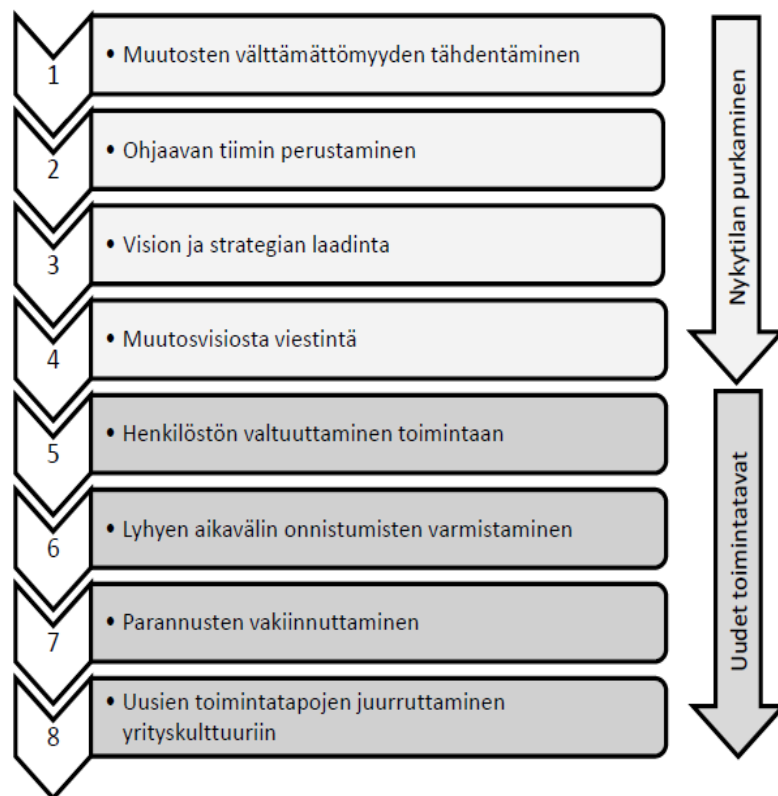 1
• Muutosten välttämättömyyden tähdentäminen
2
• Ohjaavan tiimin perustaminen
3
• Vision ja strategian laadinta
4
• Muutosvisiosta viestintä
5
• Henkilöstön valtuuttaminen toimintaan
6
• Lyhyen aikavälin onnistumisten varmistaminen
7
• Parannusten vakiinnuttaminen
8
• Uusien toimintatapojen juurruttaminen
yrityskulttuuriin
Nykytilan purkaminen
Uudet toimintatavat